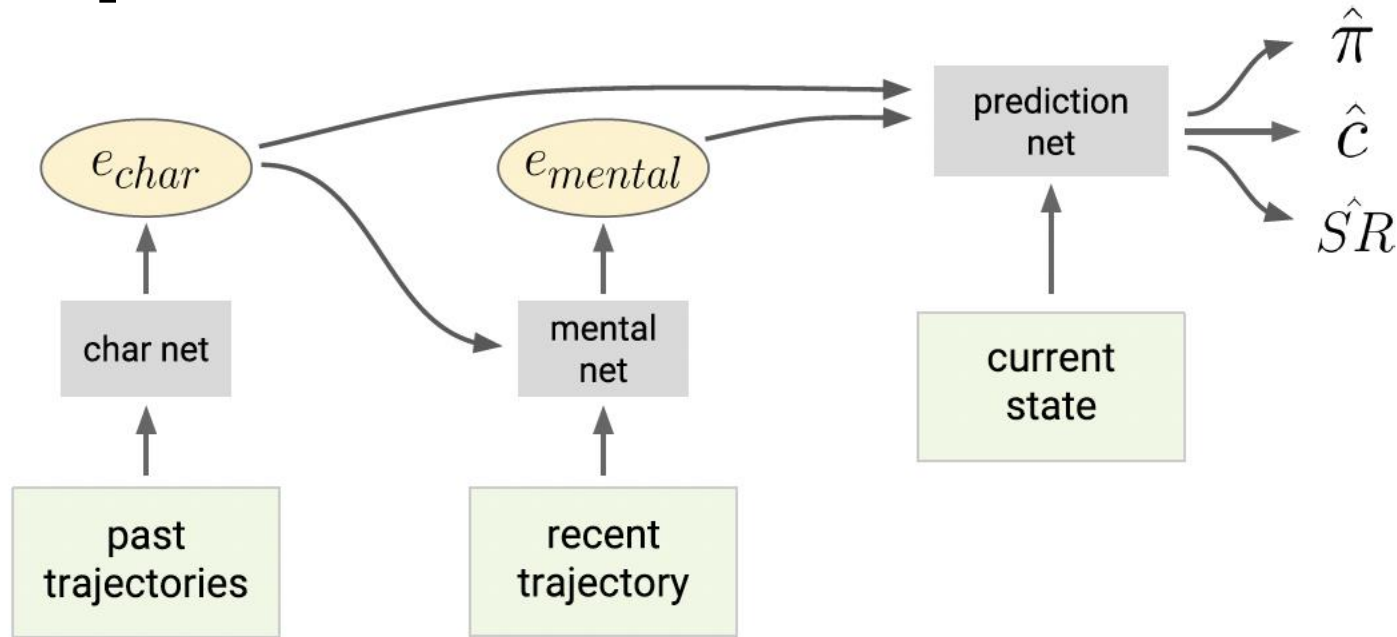 π̂
prediction
net
ĉ
e_char
e_mental
SR̂
char net
mental
net
current
state
past
trajectories
recent
trajectory